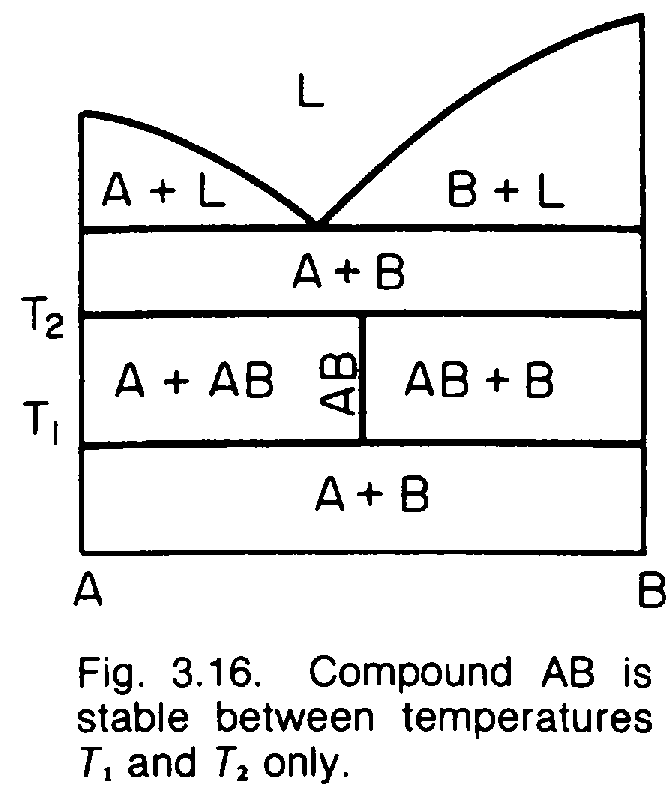 L
A + L
B + L
A + B
T₂
A + AB
AB
AB + B
T₁
A + B
A
B
Fig. 3.16. Compound AB is
stable between temperatures
T₁ and T₂ only.